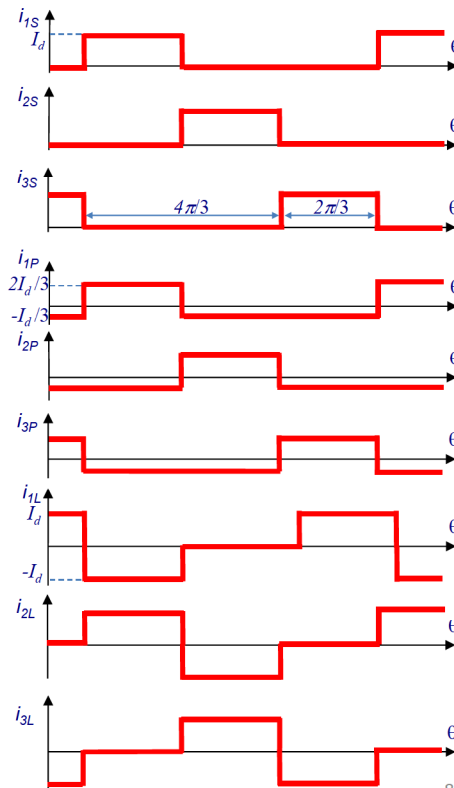 i1S
Id
θ
i2S
θ
i3S
4π/3
2π/3
θ
i1P
2Id/3
-Id/3
θ
i2P
θ
i3P
θ
i1L
Id
-Id
θ
i2L
θ
i3L
θ